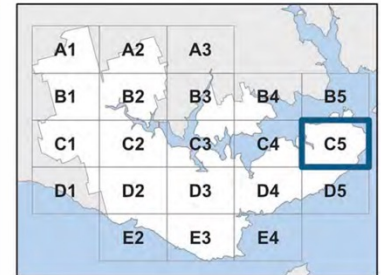 A1 A2 A3
B1 B2 B3 B4 B5
C1 C2 C3 C4 C5
D1 D2 D3 D4 D5
E2 E3 E4